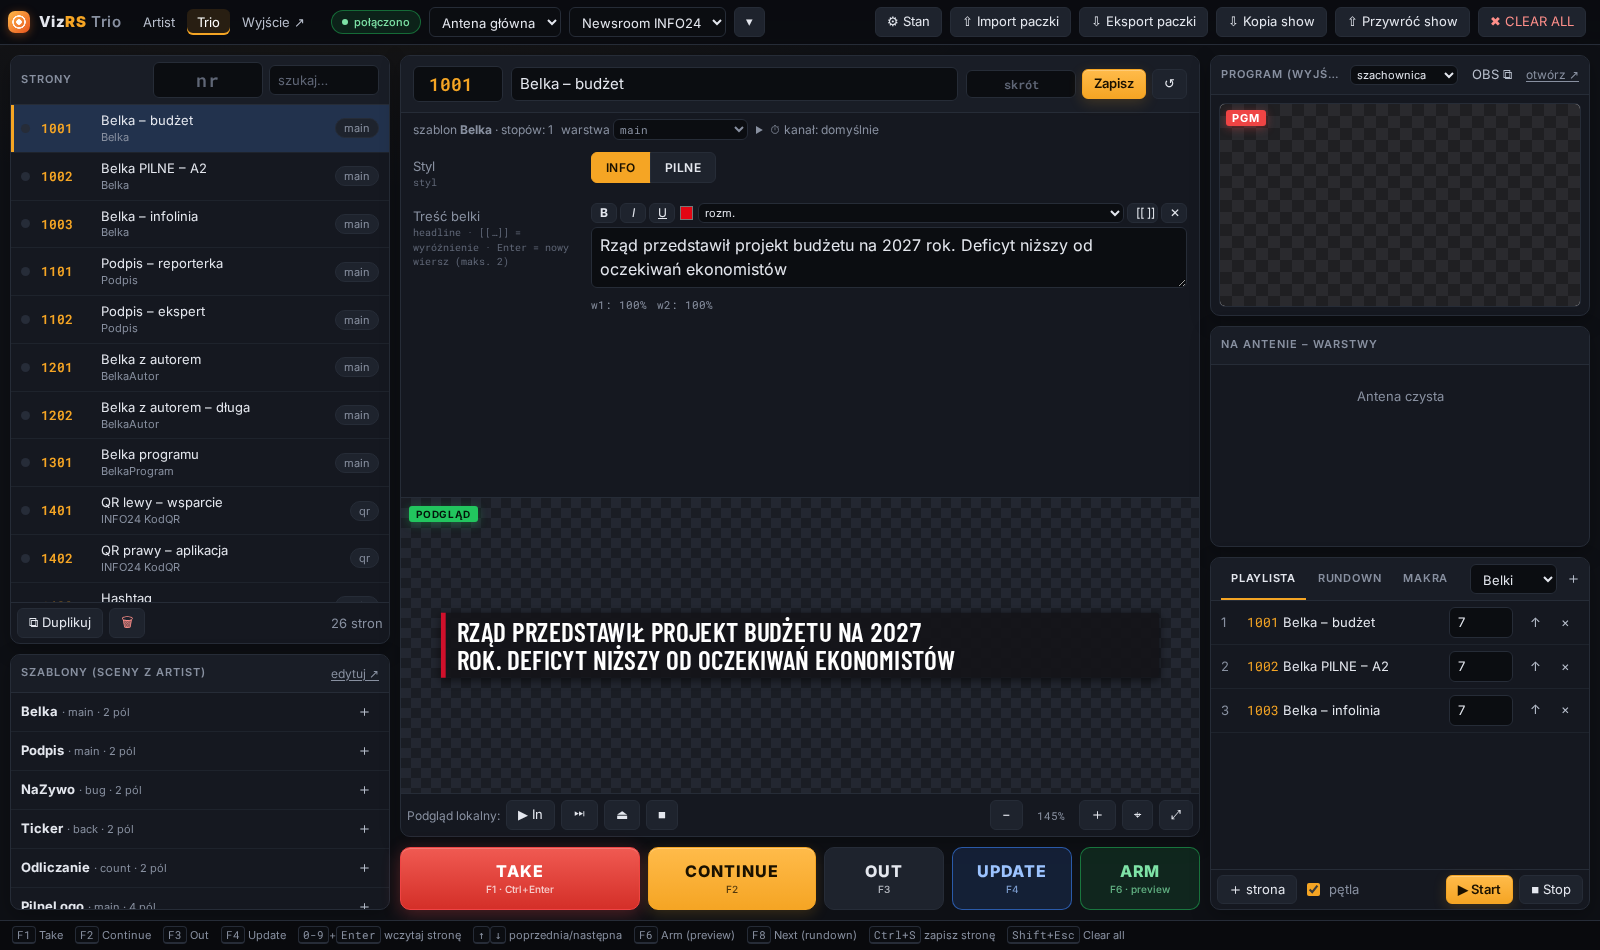 VizRS Trio Artist Trio Wyjście ↗ połączono Antena główna Newsroom INFO24 ▾ ⚙ Stan ⇧ Import paczki ⇩ Eksport paczki ⇩ Kopia show ⇧ Przywróć show ✖ CLEAR ALL
STRONY nr szukaj...
1001 Belka – budżet main
Belka
1002 Belka PILNE – A2 main
Belka
1003 Belka – infolinia main
Belka
1101 Podpis – reporterka main
Podpis
1102 Podpis – ekspert main
Podpis
1201 Belka z autorem main
BelkaAutor
1202 Belka z autorem – długa main
BelkaAutor
1301 Belka programu main
BelkaProgram
1401 QR lewy – wsparcie qr
INFO24 KodQR
1402 QR prawy – aplikacja qr
INFO24 KodQR
Hashtag
⧉ Duplikuj 26 stron
SZABLONY (SCENY Z ARTIST) edytuj ↗
Belka · main · 2 pól +
Podpis · main · 2 pól +
NaZywo · bug · 2 pól +
Ticker · back · 2 pól +
Odliczanie · count · 2 pól +
PilneLogo · main · 4 pól +
1001 Belka – budżet skrót Zapisz ↺
szablon Belka · stopów: 1 warstwa main ▶ ⏱ kanał: domyślnie
Styl INFO PILNE
styl
Treść belki B I U rozm. [[ ]] ✕
headline · [[…]] =
wyróżnienie · Enter = nowy
wiersz (maks. 2)
Rząd przedstawił projekt budżetu na 2027 rok. Deficyt niższy od
oczekiwań ekonomistów
w1: 100% w2: 100%
PODGLĄD
RZĄD PRZEDSTAWIŁ PROJEKT BUDŻETU NA 2027
ROK. DEFICYT NIŻSZY OD OCZEKIWAŃ EKONOMISTÓW
Podgląd lokalny: ▶ In ⏭ ⏏ ■ − 145% + ⌖ ⤢
TAKE
F1 · Ctrl+Enter
CONTINUE
F2
OUT
F3
UPDATE
F4
ARM
F6 · preview
PROGRAM (WYJŚ... szachownica OBS ⧉ otwórz ↗
PGM
NA ANTENIE – WARSTWY
Antena czysta
PLAYLISTA RUNDOWN MAKRA Belki +
1 1001 Belka – budżet 7 ↑ ×
2 1002 Belka PILNE – A2 7 ↑ ×
3 1003 Belka – infolinia 7 ↑ ×
+ strona pętla ▶ Start ■ Stop
F1 Take F2 Continue F3 Out F4 Update 0-9+Enter wczytaj stronę ↑ ↓ poprzednia/następna F6 Arm (preview) F8 Next (rundown) Ctrl+S zapisz stronę Shift+Esc Clear all